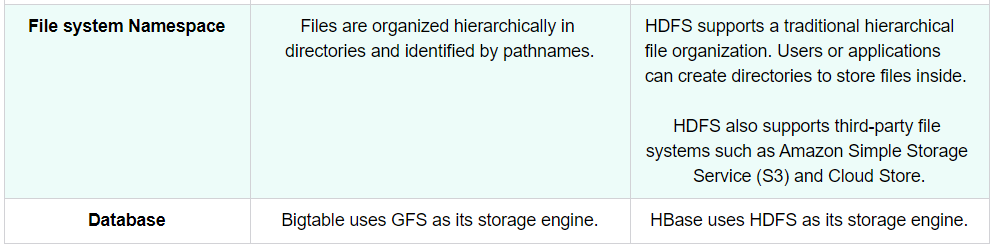 File system Namespace
Files are organized hierarchically in
directories and identified by pathnames.
HDFS supports a traditional hierarchical
file organization. Users or applications
can create directories to store files inside.
HDFS also supports third-party file
systems such as Amazon Simple Storage
Service (S3) and Cloud Store.
Database
Bigtable uses GFS as its storage engine.
HBase uses HDFS as its storage engine.